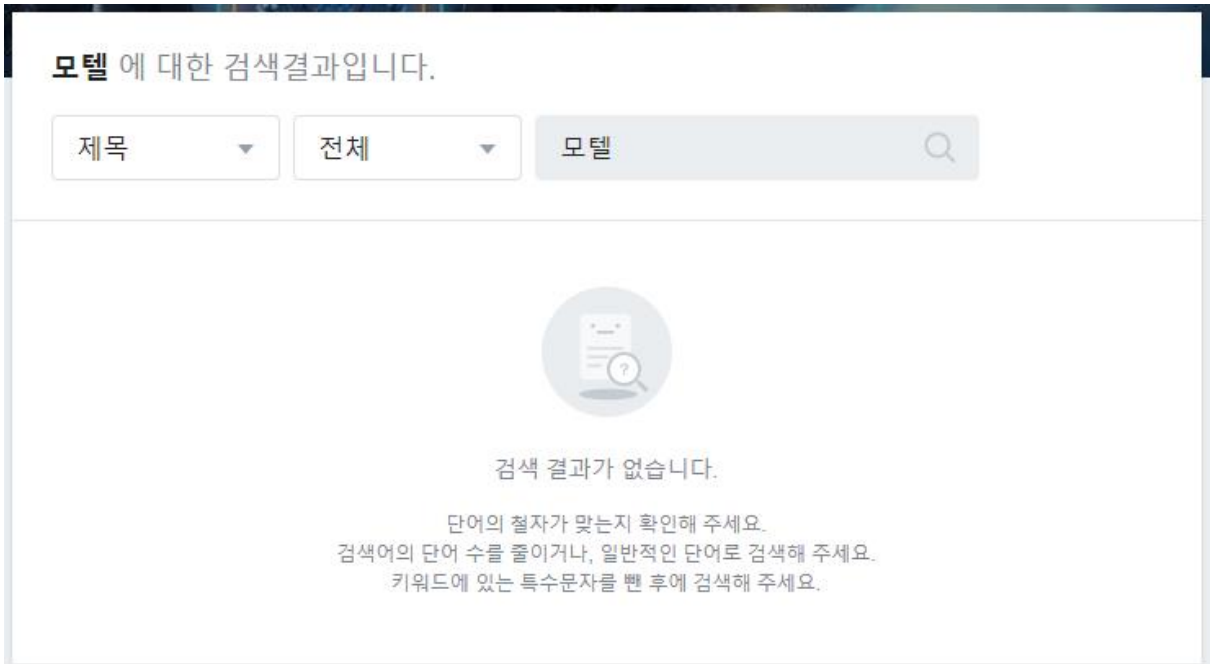 모텔 에 대한 검색결과입니다.
제목 전체 모텔
?
검색 결과가 없습니다.
단어의 철자가 맞는지 확인해 주세요.
검색어의 단어 수를 줄이거나, 일반적인 단어로 검색해 주세요.
키워드에 있는 특수문자를 뺀 후에 검색해 주세요.